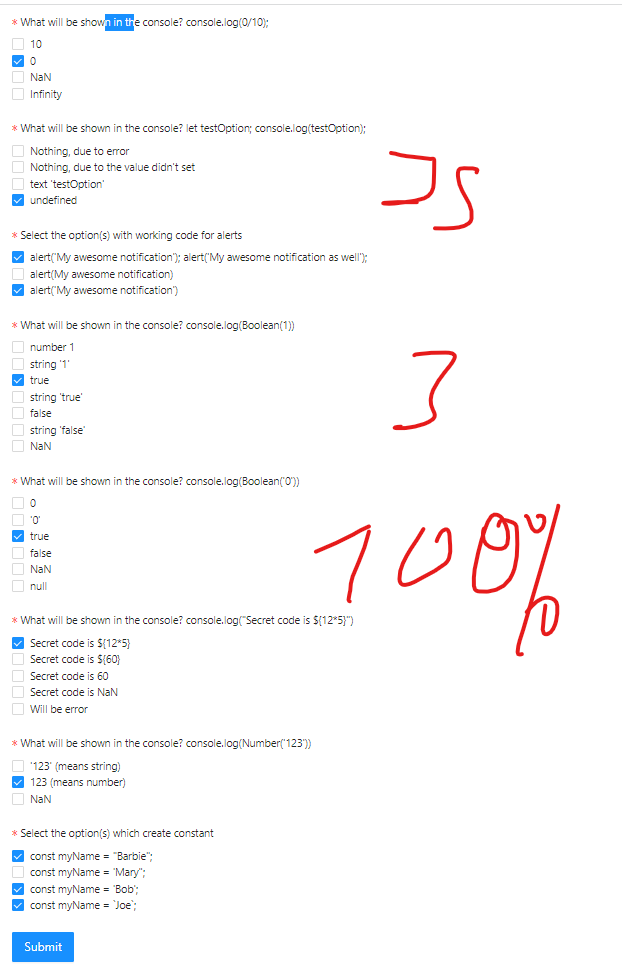 * What will be shown in the console? console.log(0/10);
10
0
NaN
Infinity
* What will be shown in the console? let testOption; console.log(testOption);
Nothing, due to error
Nothing, due to the value didn't set
text 'testOption'
undefined
JS
* Select the option(s) with working code for alerts
alert('My awesome notification'); alert('My awesome notification as well');
alert(My awesome notification)
alert('My awesome notification')
* What will be shown in the console? console.log(Boolean(1))
number 1
string '1'
true
string 'true'
false
string 'false'
NaN
3
* What will be shown in the console? console.log(Boolean('0'))
0
'0'
true
false
NaN
null
100%
* What will be shown in the console? console.log("Secret code is ${12*5}")
Secret code is ${12*5}
Secret code is ${60}
Secret code is 60
Secret code is NaN
Will be error
* What will be shown in the console? console.log(Number('123'))
'123' (means string)
123 (means number)
NaN
* Select the option(s) which create constant
const myName = "Barbie";
const myName = 'Mary";
const myName = 'Bob';
const myName = `Joe`;
Submit